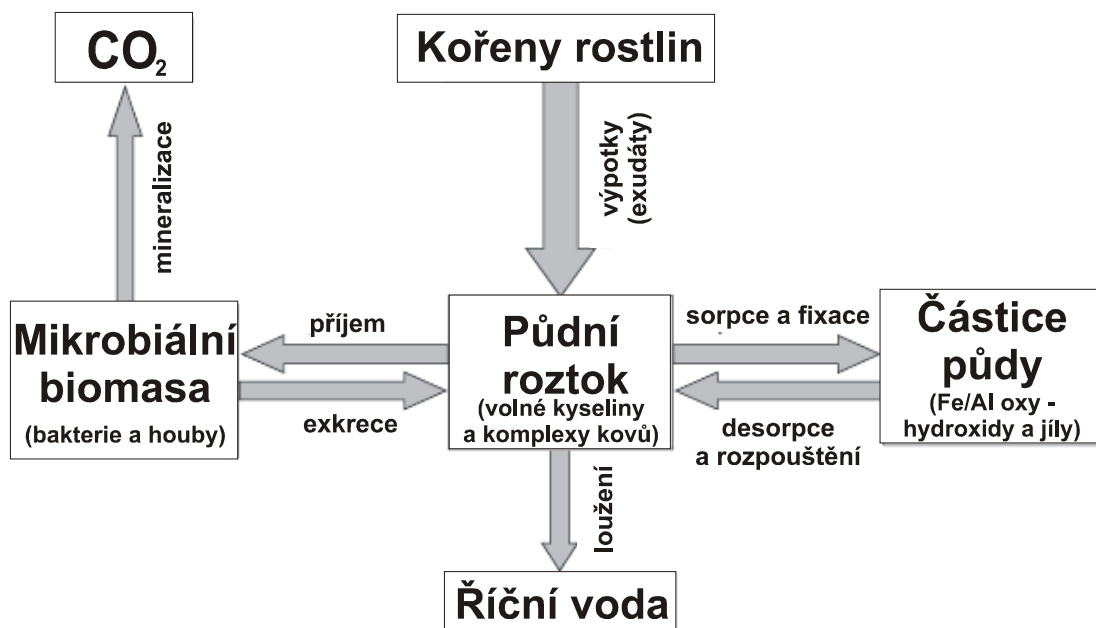 CO₂
Kořeny rostlin
mineralizace
výpotky
(exudáty)
Mikrobiální
biomasa
(bakterie a houby)
příjem
exkrece
Půdní
roztok
(volné kyseliny
a komplexy kovů)
sorpce a fixace
desorpce
a rozpouštění
Částice
půdy
(Fe/Al oxy -
hydroxidy a jíly)
loužení
Říční voda